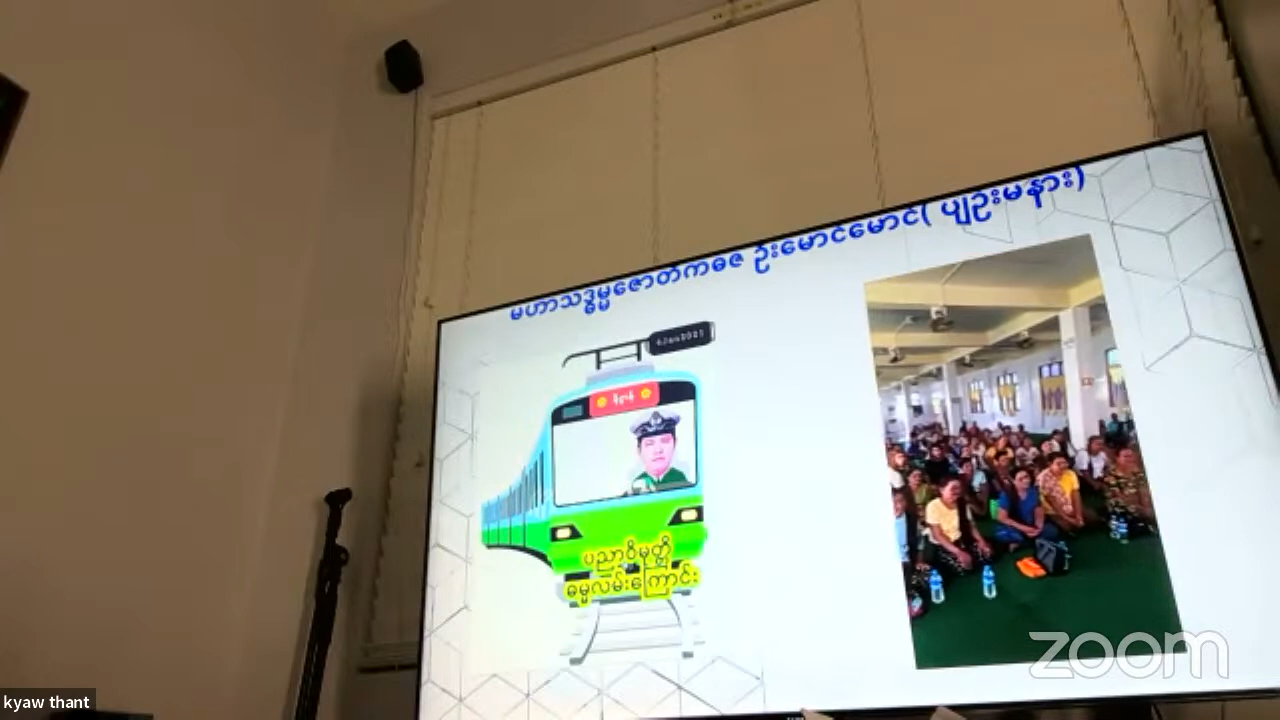 မဟာသဒ္ဓမ္မဇောတိကဓဇ ဦးမောင်မောင်( ပျဉ်းမနား)
ပညာဝိမုတ္တိ
ဓမ္မလမ်းကြောင်း
zoom
kyaw thant